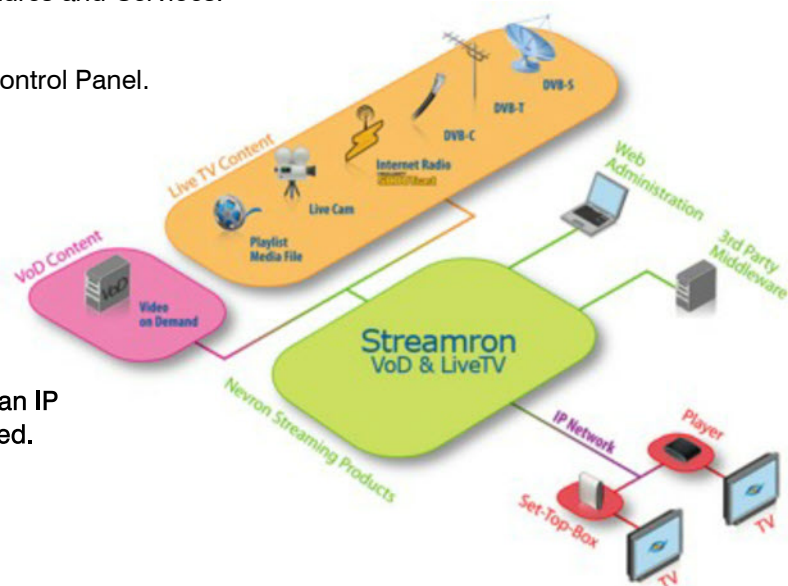 ontrol Panel.
DVB-S
DVB-T
DVB-C
Internet Radio
SHOUTcast
Live Cam
Playlist
Media File
Live TV Content
VoD Content
VoD
Video
on Demand
Web
Administration
3rd Party
Middleware
Streamron
VoD & LiveTV
Nevron Streaming Products
an IP
ed.
IP Network
Player
TV
Set-Top-Box
TV